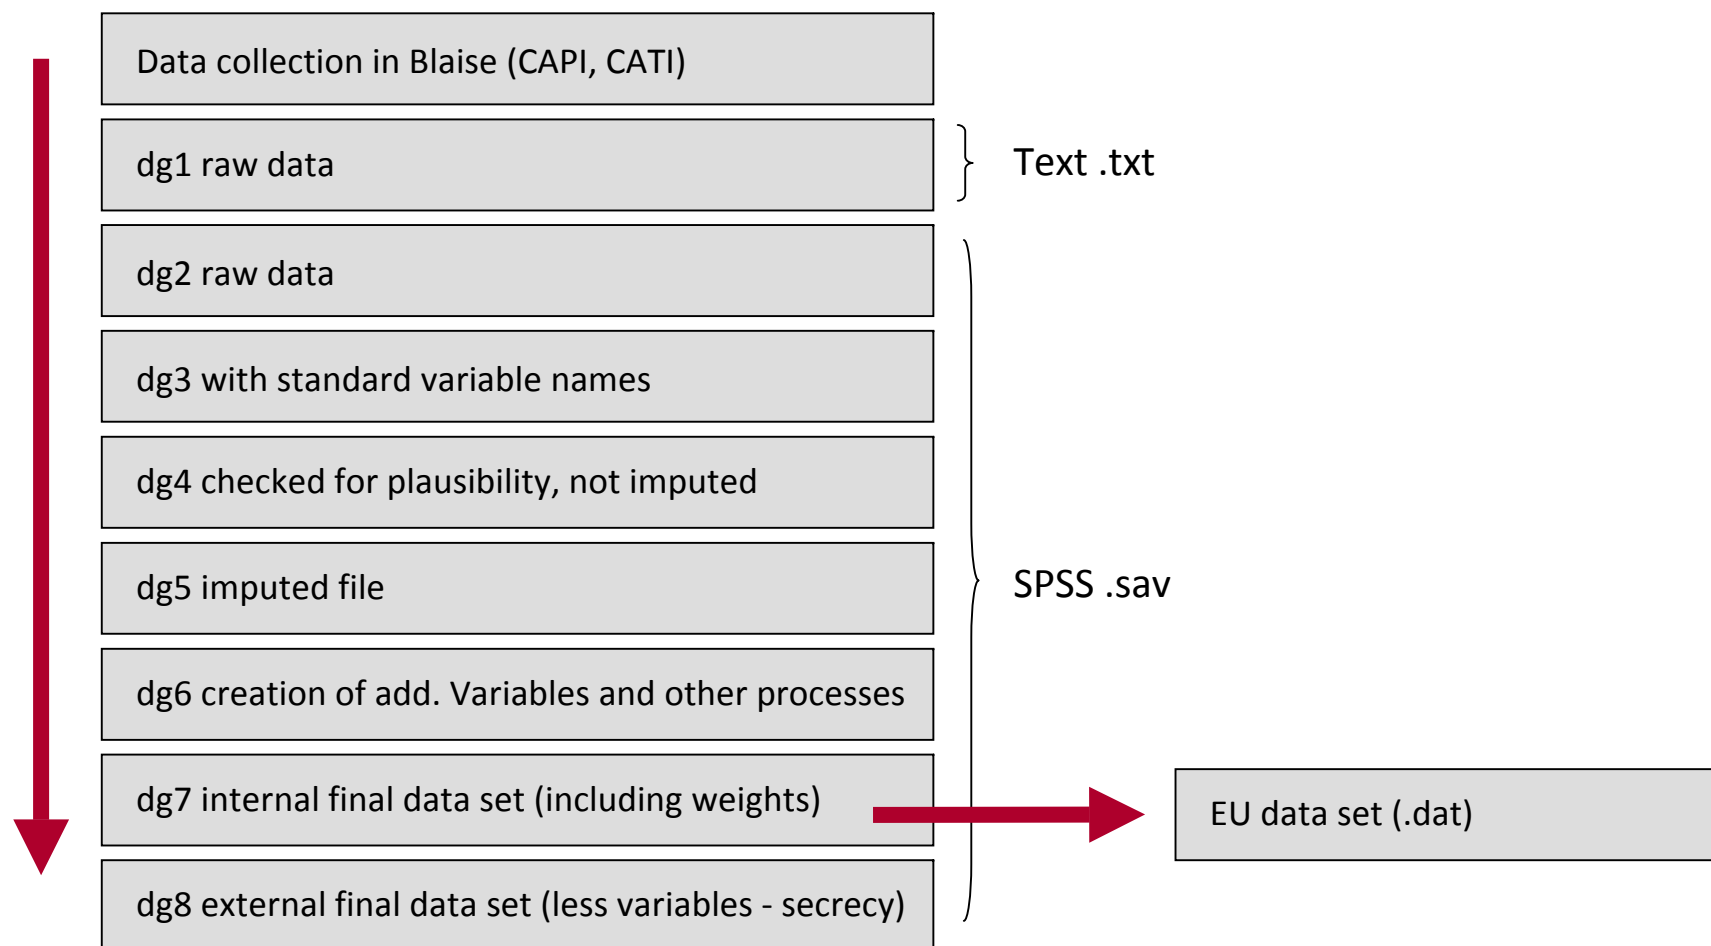 Data collection in Blaise (CAPI, CATI)
dg1 raw data
Text .txt
dg2 raw data
dg3 with standard variable names
dg4 checked for plausibility, not imputed
dg5 imputed file
SPSS .sav
dg6 creation of add. Variables and other processes
dg7 internal final data set (including weights)
EU data set (.dat)
dg8 external final data set (less variables - secrecy)